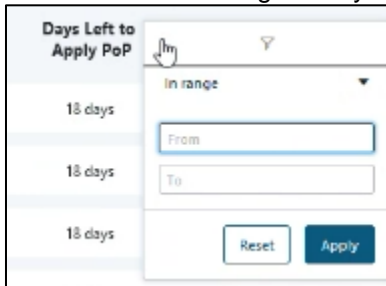 Days Left to
Apply PoP
In range
18 days
From
18 days
To
18 days
Reset
Apply